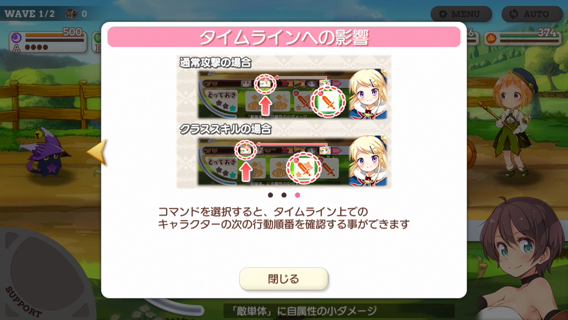 WAVE 1/2
0
MENU
AUTO
500
374
タイムラインへの影響
通常攻撃の場合
とっておき
クラススキルの場合
とっておき
コマンドを選択すると、タイムライン上での
キャラクターの次の行動順番を確認する事ができます
閉じる
SUPPORT
「敵単体」に自属性の小ダメージ